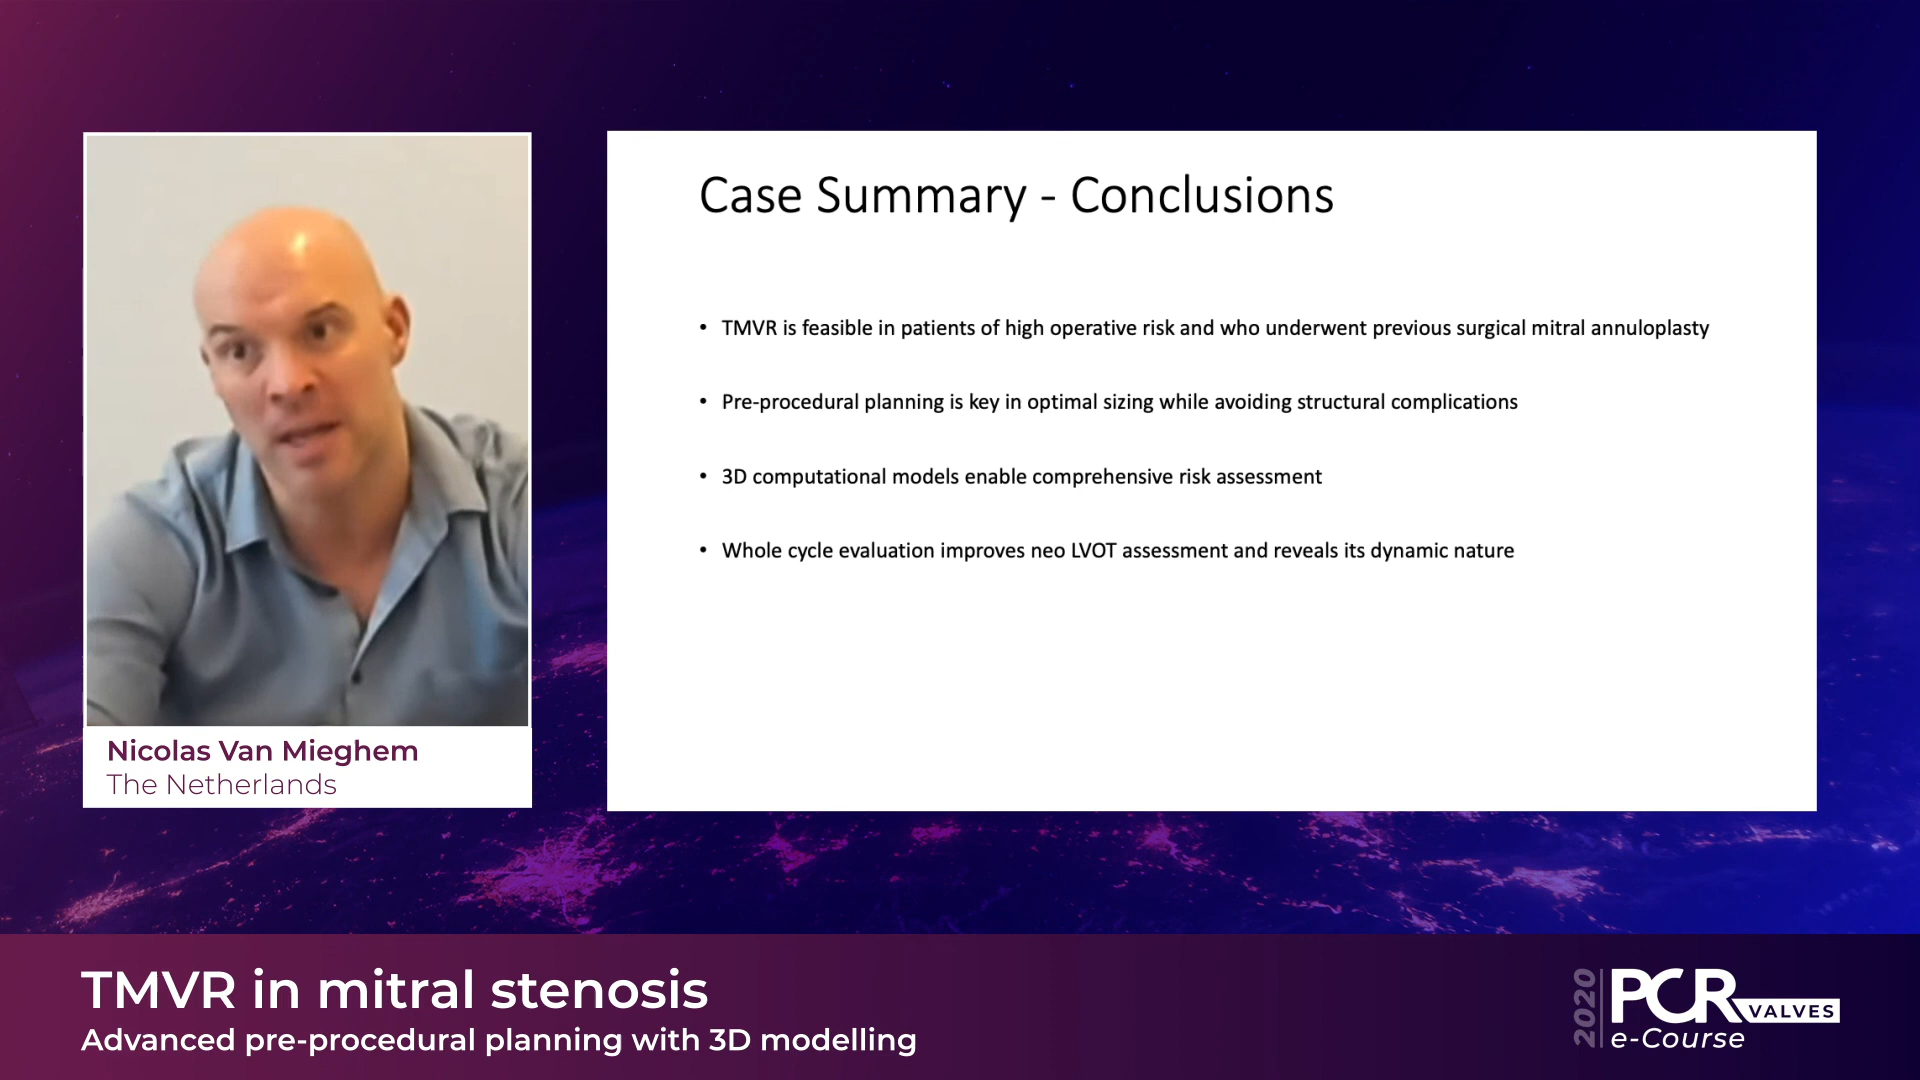 Case Summary - Conclusions
• TMVR is feasible in patients of high operative risk and who underwent previous surgical mitral annuloplasty
• Pre-procedural planning is key in optimal sizing while avoiding structural complications
• 3D computational models enable comprehensive risk assessment
• Whole cycle evaluation improves neo LVOT assessment and reveals its dynamic nature
Nicolas Van Mieghem
The Netherlands
TMVR in mitral stenosis
Advanced pre-procedural planning with 3D modelling
2020
PCR VALVES
e-Course